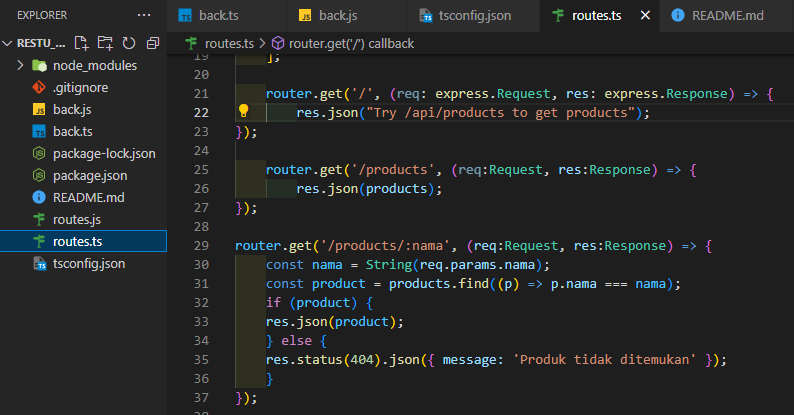 EXPLORER
RESTU_...
node_modules
.gitignore
JS back.js
TS back.ts
package-lock.json
package.json
README.md
routes.js
routes.ts
TS tsconfig.json
TS back.ts
JS back.js
TS tsconfig.json
routes.ts
README.md
routes.ts > router.get('/') callback
19 ];
20
21 router.get('/', (req: express.Request, res: express.Response) => {
22 res.json("Try /api/products to get products");
23 });
24
25 router.get('/products', (req:Request, res:Response) => {
26 res.json(products);
27 });
28
29 router.get('/products/:nama', (req:Request, res:Response) => {
30 const nama = String(req.params.nama);
31 const product = products.find((p) => p.nama === nama);
32 if (product) {
33 res.json(product);
34 } else {
35 res.status(404).json({ message: 'Produk tidak ditemukan' });
36 }
37 });